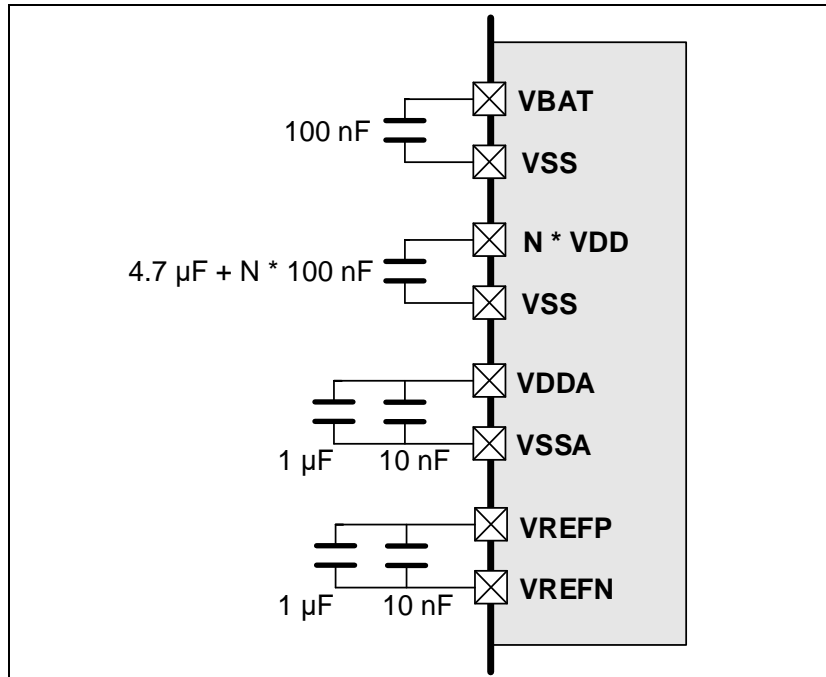 VBAT
100 nF
VSS
N * VDD
4.7 µF + N * 100 nF
VSS
VDDA
VSSA
1 µF 10 nF
VREFP
VREFN
1 µF 10 nF